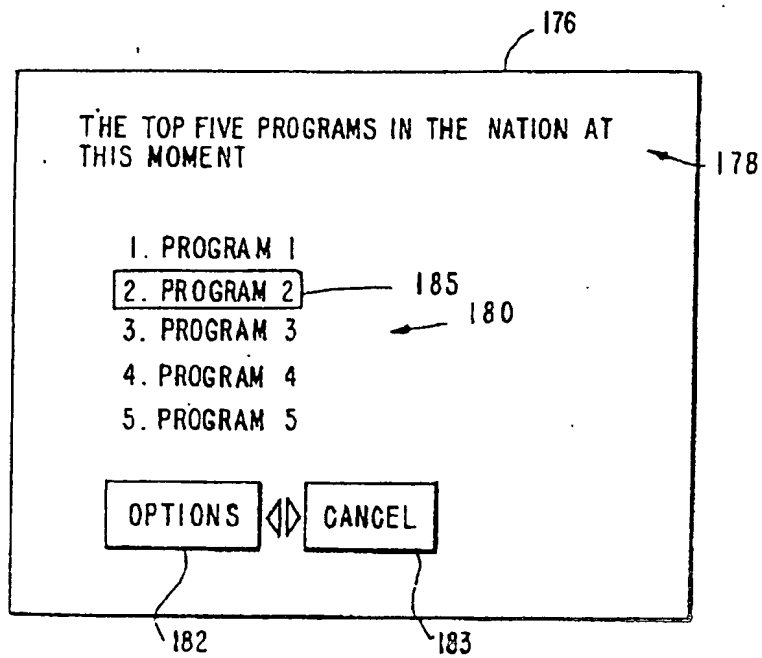 176
THE TOP FIVE PROGRAMS IN THE NATION AT
THIS MOMENT
178
1. PROGRAM 1
2. PROGRAM 2
185
3. PROGRAM 3
180
4. PROGRAM 4
5. PROGRAM 5
OPTIONS
CANCEL
182
183